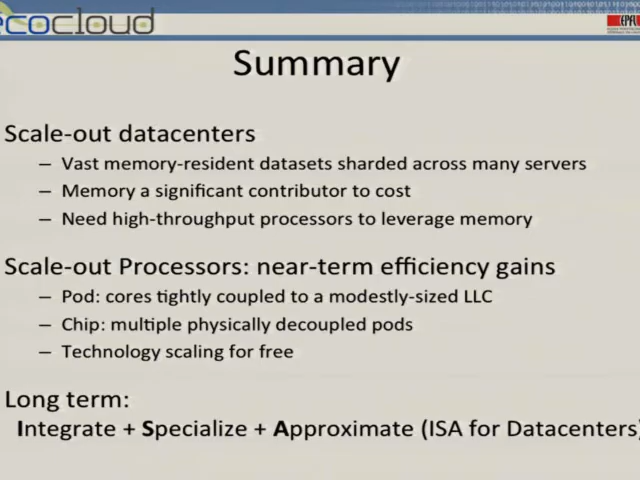 ecocloud
EPFL
Summary
Scale-out datacenters
– Vast memory-resident datasets sharded across many servers
– Memory a significant contributor to cost
– Need high-throughput processors to leverage memory
Scale-out Processors: near-term efficiency gains
– Pod: cores tightly coupled to a modestly-sized LLC
– Chip: multiple physically decoupled pods
– Technology scaling for free
Long term:
Integrate + Specialize + Approximate (ISA for Datacenters)